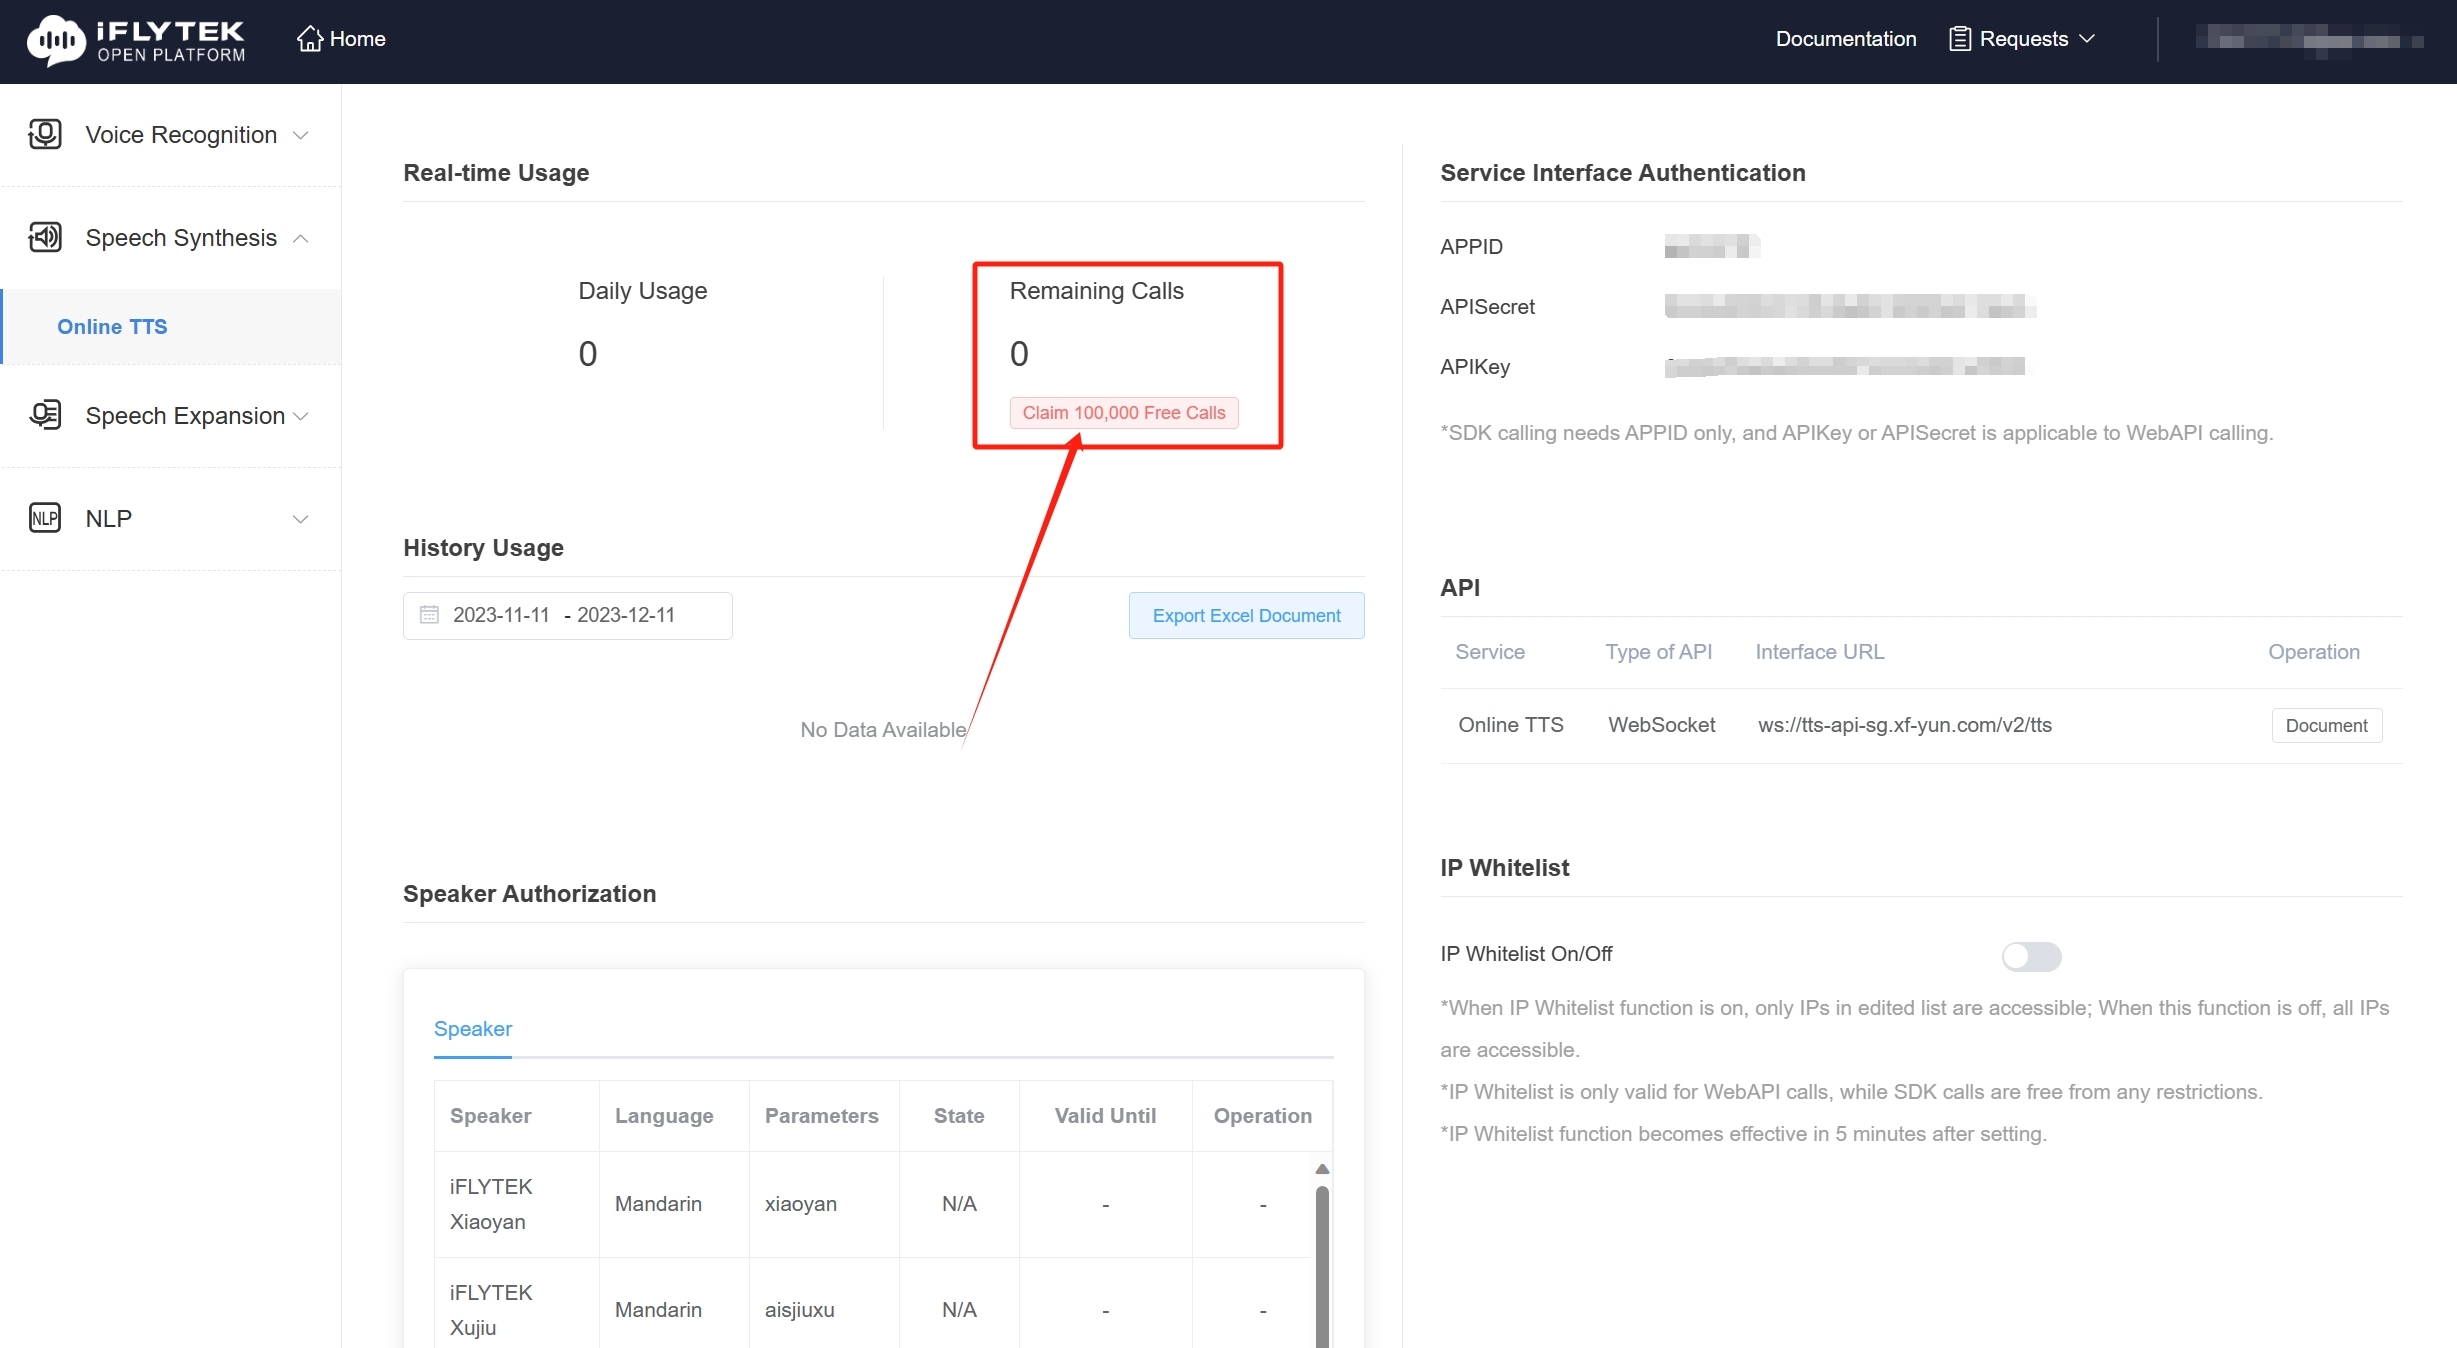 iFLYTEK
OPEN PLATFORM
Home
Documentation
Requests
Voice Recognition
Speech Synthesis
Online TTS
Speech Expansion
NLP
NLP
Real-time Usage
Daily Usage
0
Remaining Calls
0
Claim 100,000 Free Calls
History Usage
2023-11-11 - 2023-12-11
Export Excel Document
No Data Available
Speaker Authorization
Speaker
Speaker Language Parameters State Valid Until Operation
iFLYTEK
Xiaoyan
Mandarin xiaoyan N/A - -
iFLYTEK
Xujiu
Mandarin aisjiuxu N/A - -
Service Interface Authentication
APPID
APISecret
APIKey
*SDK calling needs APPID only, and APIKey or APISecret is applicable to WebAPI calling.
API
Service Type of API Interface URL Operation
Online TTS WebSocket ws://tts-api-sg.xf-yun.com/v2/tts Document
IP Whitelist
IP Whitelist On/Off
*When IP Whitelist function is on, only IPs in edited list are accessible; When this function is off, all IPs
are accessible.
*IP Whitelist is only valid for WebAPI calls, while SDK calls are free from any restrictions.
*IP Whitelist function becomes effective in 5 minutes after setting.